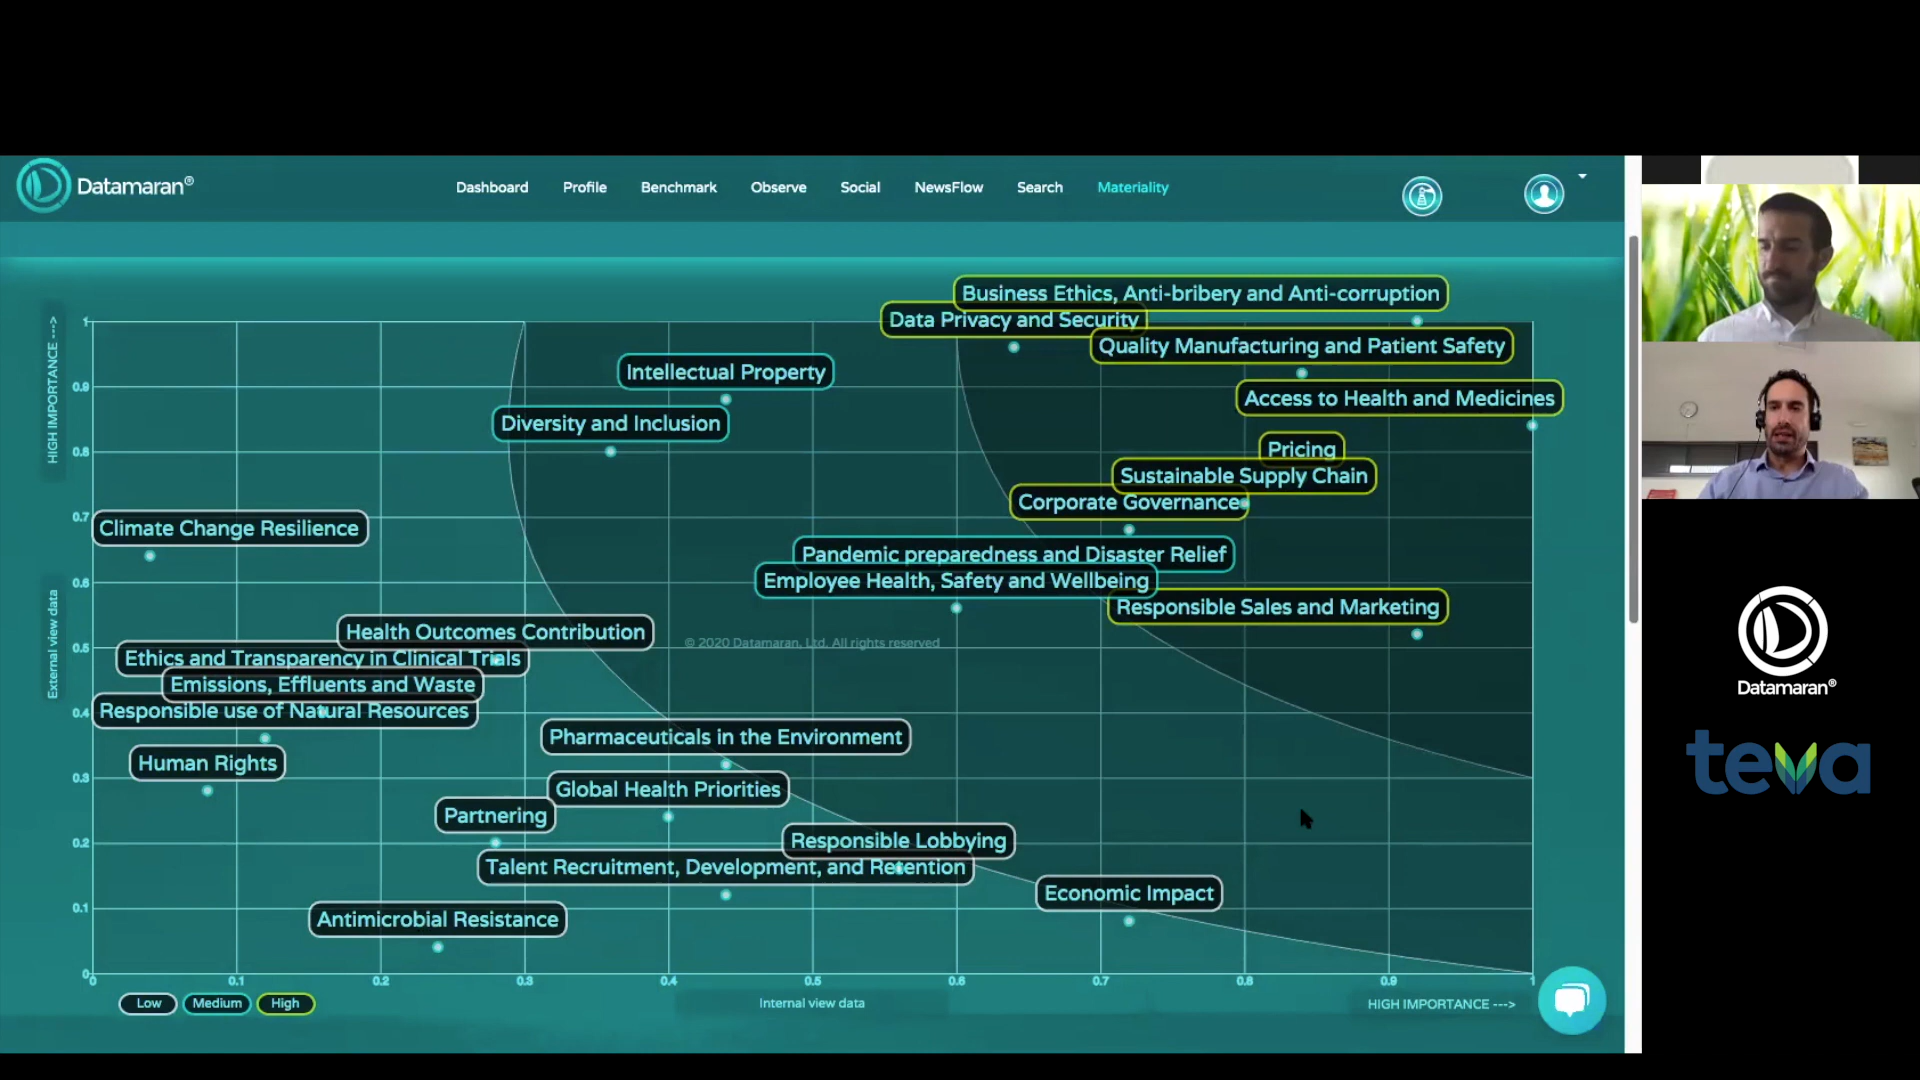 Datamaran®
Dashboard
Profile
Benchmark
Observe
Social
NewsFlow
Search
Materiality
HIGH IMPORTANCE --->
External view data
Business Ethics, Anti-bribery and Anti-corruption
Data Privacy and Security
Quality Manufacturing and Patient Safety
Intellectual Property
Access to Health and Medicines
Diversity and Inclusion
Pricing
Sustainable Supply Chain
Corporate Governance
Climate Change Resilience
Pandemic preparedness and Disaster Relief
Employee Health, Safety and Wellbeing
Responsible Sales and Marketing
Health Outcomes Contribution
© 2020 Datamaran, Ltd. All rights reserved
Ethics and Transparency in Clinical Trials
Emissions, Effluents and Waste
Responsible use of Natural Resources
Pharmaceuticals in the Environment
Human Rights
Global Health Priorities
Partnering
Responsible Lobbying
Talent Recruitment, Development, and Retention
Economic Impact
Antimicrobial Resistance
1
0.9
0.8
0.7
0.6
0.5
0.4
0.3
0.2
0.1
0
0
0.1
0.2
0.3
0.4
0.5
0.6
0.7
0.8
0.9
1
Low
Medium
High
Internal view data
HIGH IMPORTANCE --->
Datamaran®
teva